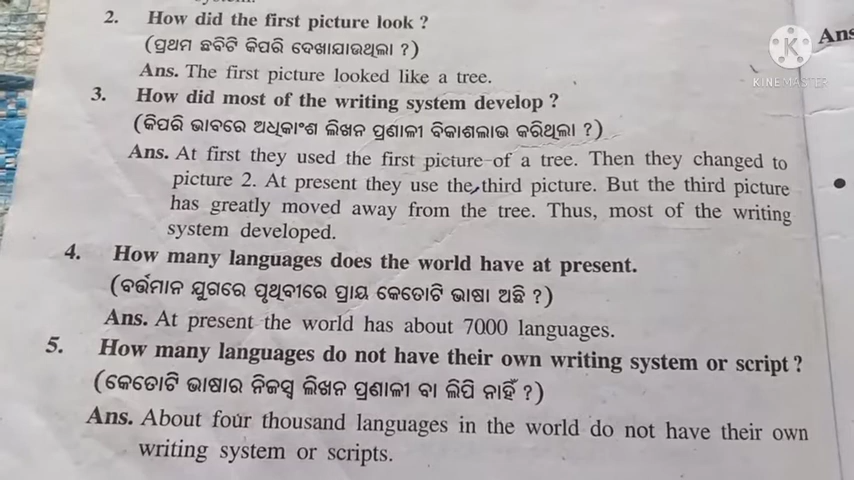 2. How did the first picture look ?
(ପ୍ରଥମ ଛବିଟି କିପରି ଦେଖାଯାଉଥିଲା ?)
Ans. The first picture looked like a tree.
3. How did most of the writing system develop ?
(କିପରି ଭାବରେ ଅଧିକାଂଶ ଲିଖନ ପ୍ରଣାଳୀ ବିକାଶଲାଭ କରିଥିଲା ?)
Ans. At first they used the first picture of a tree. Then they changed to
picture 2. At present they use the third picture. But the third picture
has greatly moved away from the tree. Thus, most of the writing
system developed.
4. How many languages does the world have at present.
(ବର୍ତ୍ତମାନ ଯୁଗରେ ପୃଥିବୀରେ ପ୍ରାୟ କେତୋଟି ଭାଷା ଅଛି ?)
Ans. At present the world has about 7000 languages.
5. How many languages do not have their own writing system or script ?
(କେତୋଟି ଭାଷାର ନିଜସ୍ୱ ଲିଖନ ପ୍ରଣାଳୀ ବା ଲିପି ନାହିଁ ?)
Ans. About four thousand languages in the world do not have their own
writing system or scripts.
Ans
K
KINEMASTER